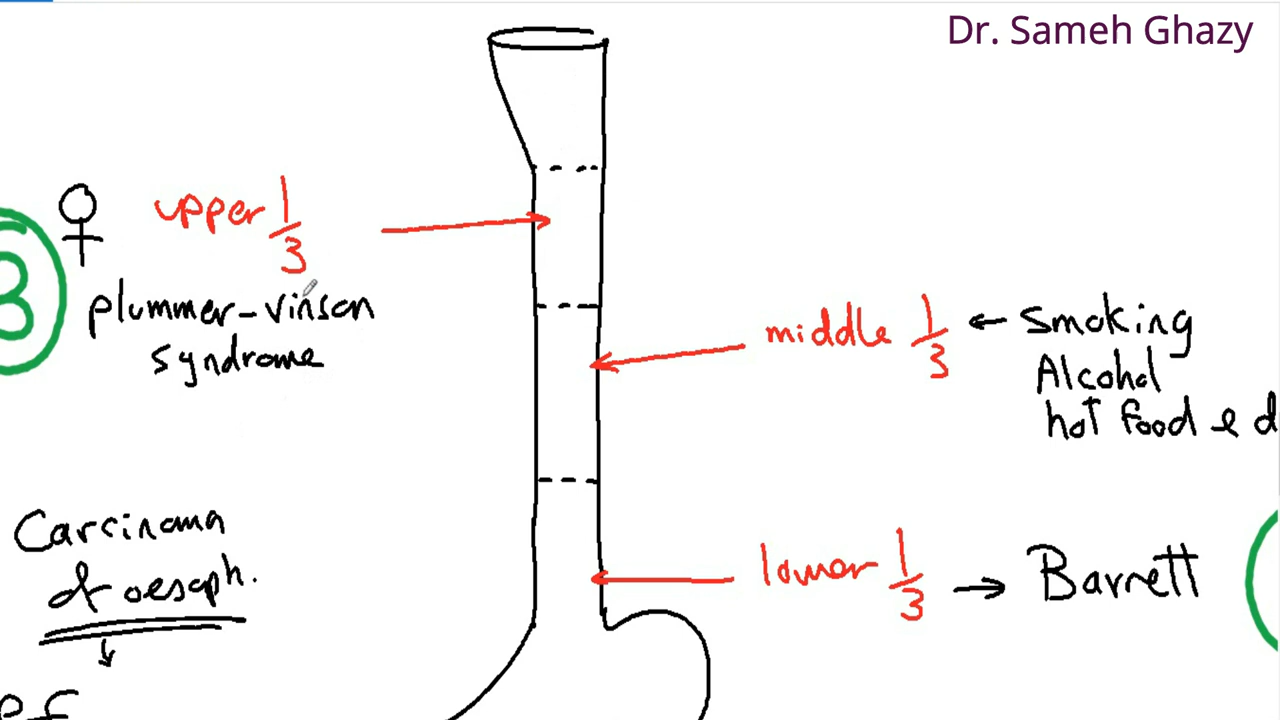 Dr. Sameh Ghazy
♀ upper 1/3
3
plummer-vinson
syndrome
middle 1/3 ← smoking
Alcohol
hot food &
Carcinoma
of oesoph.
lower 1/3 → Barrett